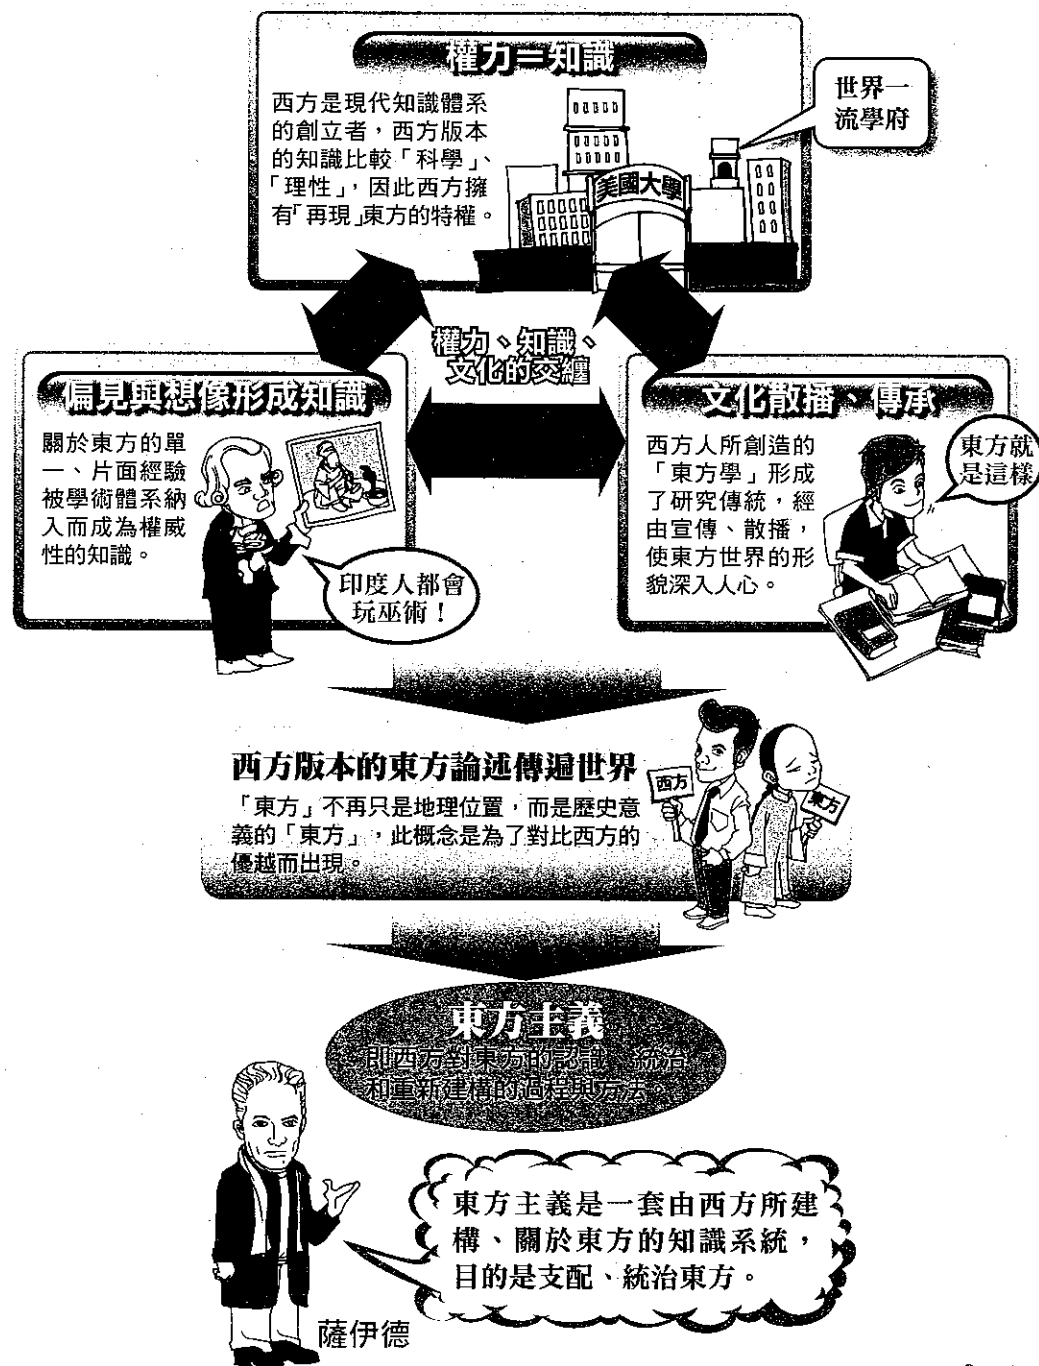 權力＝知識
西方是現代知識體系
的創立者，西方版本
的知識比較「科學」、
「理性」，因此西方擁
有「再現」東方的特權。
美國大學
世界一
流學府
權力、知識、
文化的交纏
偏見與想像形成知識
關於東方的單
一、片面經驗
被學術體系納
入而成為權威
性的知識。
印度人都會
玩巫術！
文化散播、傳承
西方人所創造的
「東方學」形成
了研究傳統，經
由宣傳、散播，
使東方世界的形
貌深入人心。
東方就
是這樣
西方版本的東方論述傳遍世界
「東方」不再只是地理位置，而是歷史意
義的「東方」，此概念是為了對比西方的
優越而出現。
西方
東方
東方主義
即西方對東方的認識、統治
和重新建構的過程與方法。
東方主義是一套由西方所建
構、關於東方的知識系統，
目的是支配、統治東方。
薩伊德